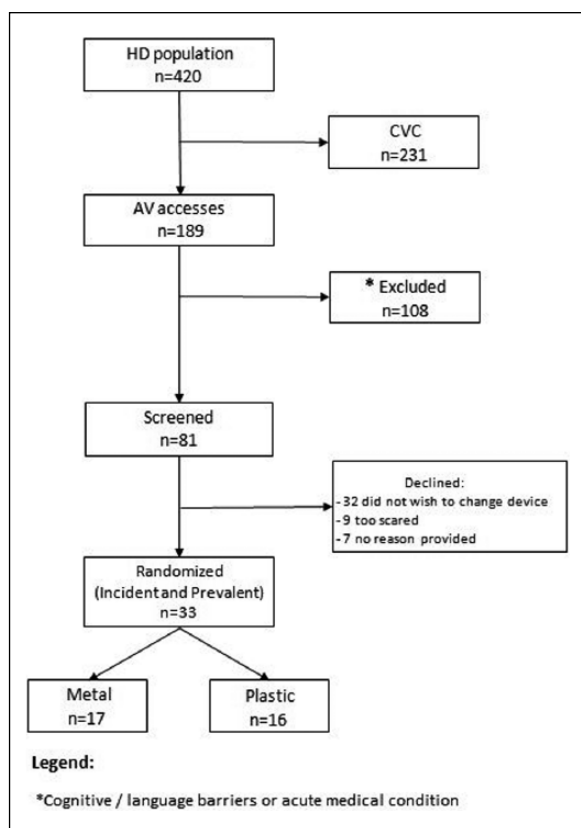 HD population
n=420
CVC
n=231
AV accesses
n=189
* Excluded
n=108
Screened
n=81
Declined:
- 32 did not wish to change device
- 9 too scared
- 7 no reason provided
Randomized
(Incident and Prevalent)
n=33
Metal
n=17
Plastic
n=16
Legend:
*Cognitive / language barriers or acute medical condition